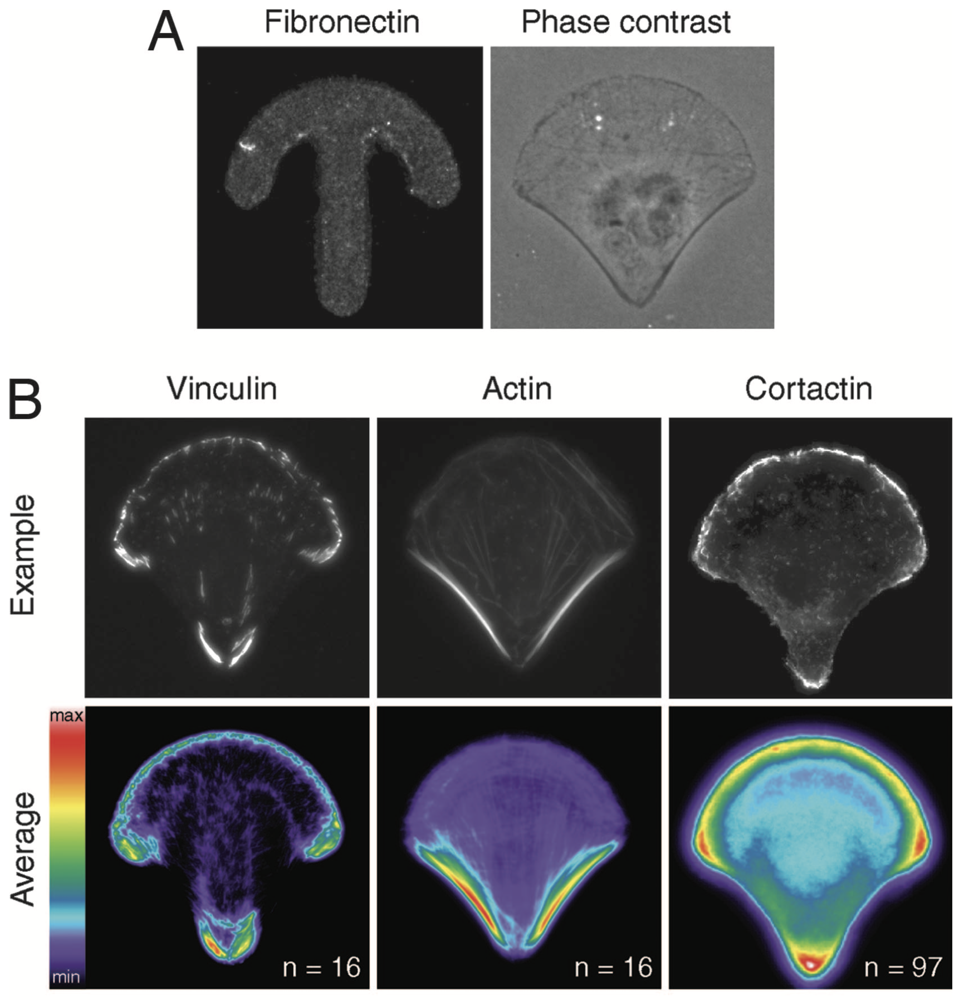 A
Fibronectin
Phase contrast
B
Vinculin
Actin
Cortactin
Example
Average
max
min
n = 16
n = 16
n = 97